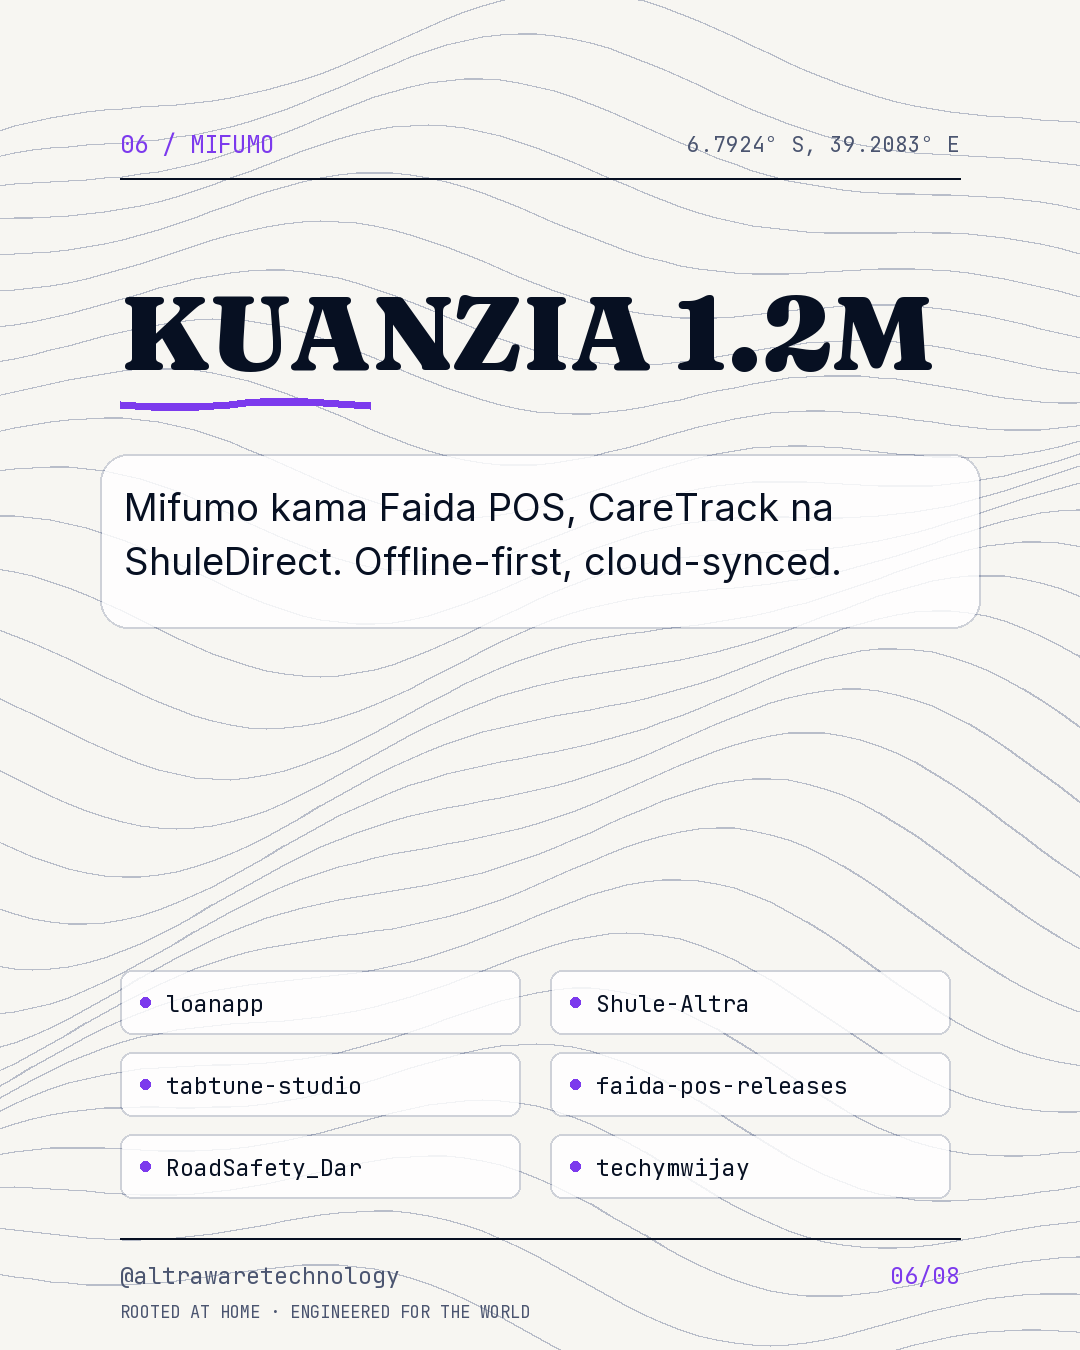 06 / MIFUMO
6.7924° S, 39.2083° E
KUANZIA 1.2M
Mifumo kama Faida POS, CareTrack na
ShuleDirect. Offline-first, cloud-synced.
loanapp
Shule-Altra
tabtune-studio
faida-pos-releases
RoadSafety_Dar
techymwijay
@altrawaretechnology
06/08
ROOTED AT HOME · ENGINEERED FOR THE WORLD